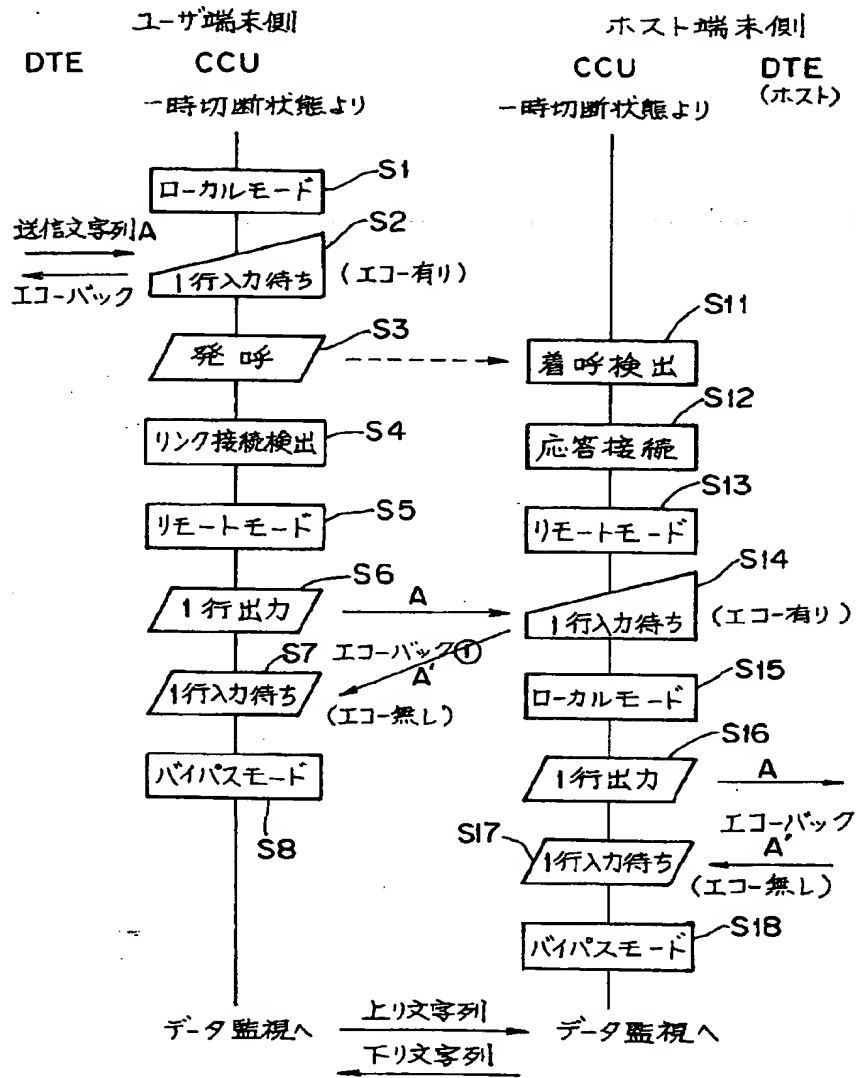 ユーザ端末側
ホスト端末側
DTE
CCU
CCU
DTE
(ホスト)
一時切断状態より
一時切断状態より
S1
ローカルモード
送信文字列A
S2
エコーバック
1行入力待ち
(エコー有り)
S3
発呼
S11
着呼検出
S4
リンク接続検出
S12
応答接続
S5
リモートモード
S13
リモートモード
S6
1行出力
A
S14
1行入力待ち
(エコー有り)
S7
エコーバック①
A'
1行入力待ち
(エコー無し)
S15
ローカルモード
バイパスモード
S8
S16
1行出力
A
エコーバック
S17
1行入力待ち
A'
(エコー無し)
S18
バイパスモード
データ監視へ
上り文字列
データ監視へ
下り文字列